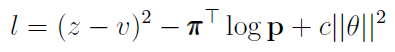 l = (z − v)² − π⊤ log p + c||θ||²